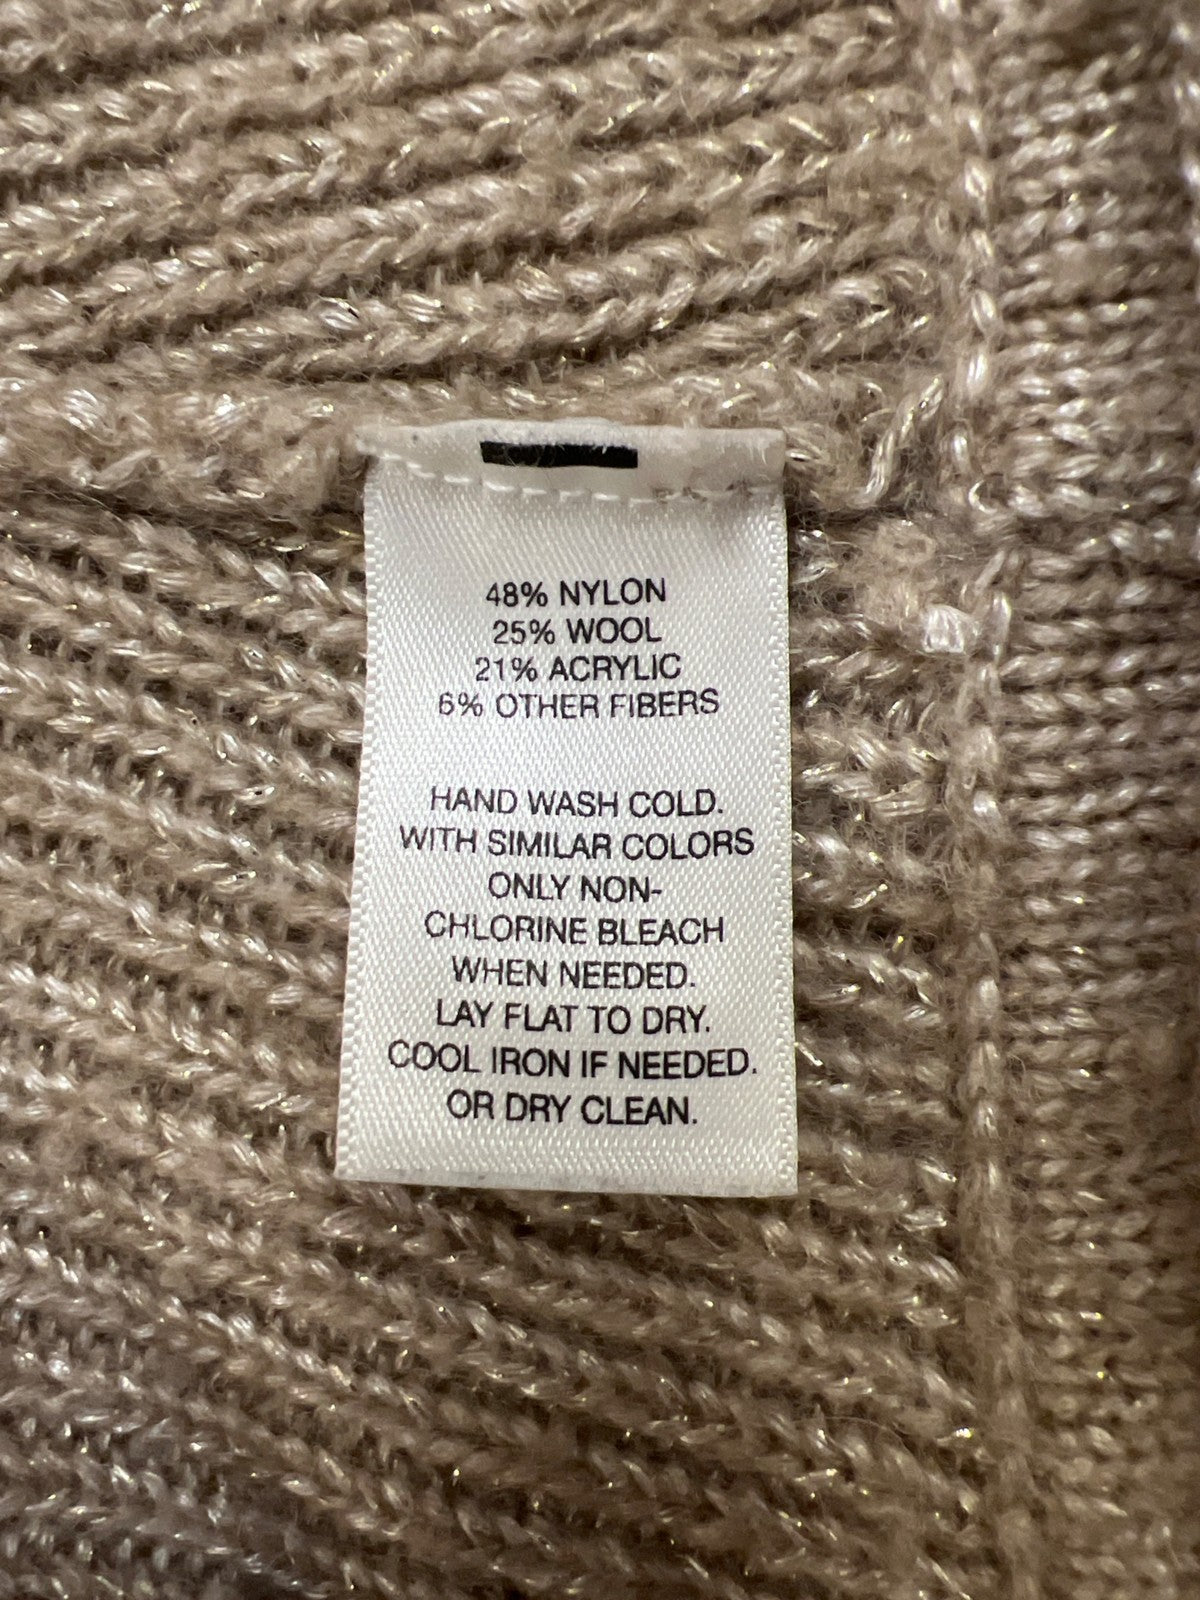 48% NYLON
25% WOOL
21% ACRYLIC
6% OTHER FIBERS
HAND WASH COLD.
WITH SIMILAR COLORS
ONLY NON-
CHLORINE BLEACH
WHEN NEEDED.
LAY FLAT TO DRY.
COOL IRON IF NEEDED.
OR DRY CLEAN.